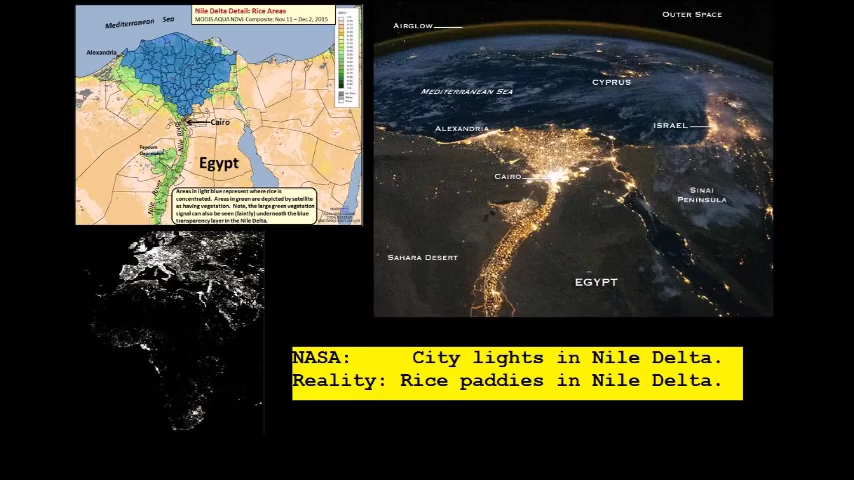 Nile Delta Detail: Rice Areas
MODIS AQUA NDVI Composite: Nov 11 – Dec 2, 2015
Mediterranean Sea
Alexandria
Cairo
Nile River
Fayoum
Depression
Egypt
Areas in light blue represent where rice is
concentrated. Areas in green are depicted by satellite
as having vegetation. Note, the large green vegetation
signal can also be seen (faintly) underneath the blue
transparency layer in the Nile Delta.
AIRGLOW
OUTER SPACE
CYPRUS
MEDITERRANEAN SEA
ALEXANDRIA
ISRAEL
CAIRO
SINAI
PENINSULA
SAHARA DESERT
EGYPT
NASA: City lights in Nile Delta.
Reality: Rice paddies in Nile Delta.